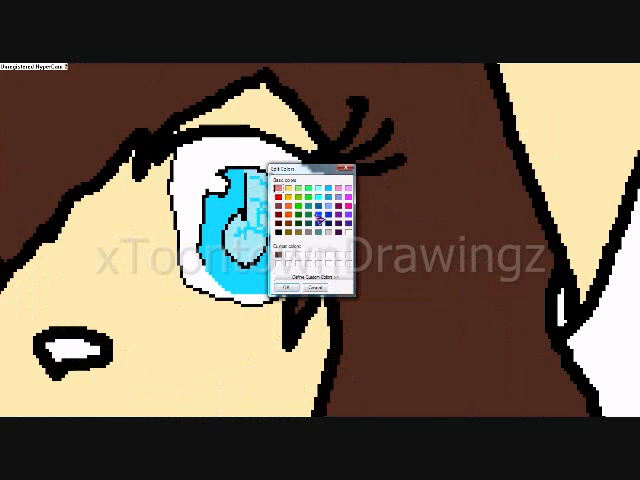 Unregistered HyperCam 2
Edit Colors
Basic colors:
Custom colors:
Define Custom Colors >>
OK
Cancel
xToontownDrawingz